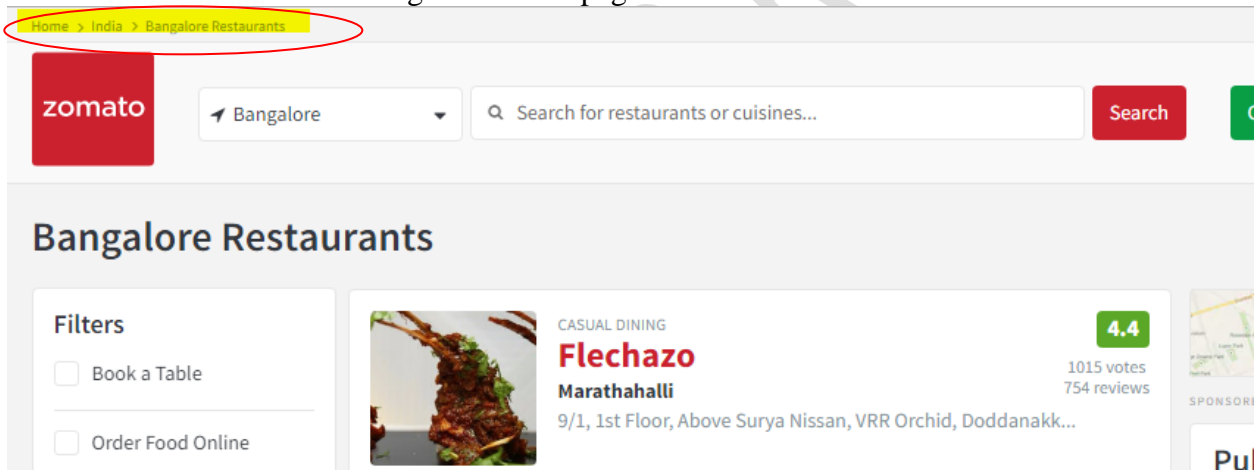 Home > India > Bangalore Restaurants
zomato
Bangalore
Search for restaurants or cuisines...
Search
Bangalore Restaurants
Filters
Book a Table
Order Food Online
CASUAL DINING
Flechazo
Marathahalli
9/1, 1st Floor, Above Surya Nissan, VRR Orchid, Doddanakk...
4.4
1015 votes
754 reviews